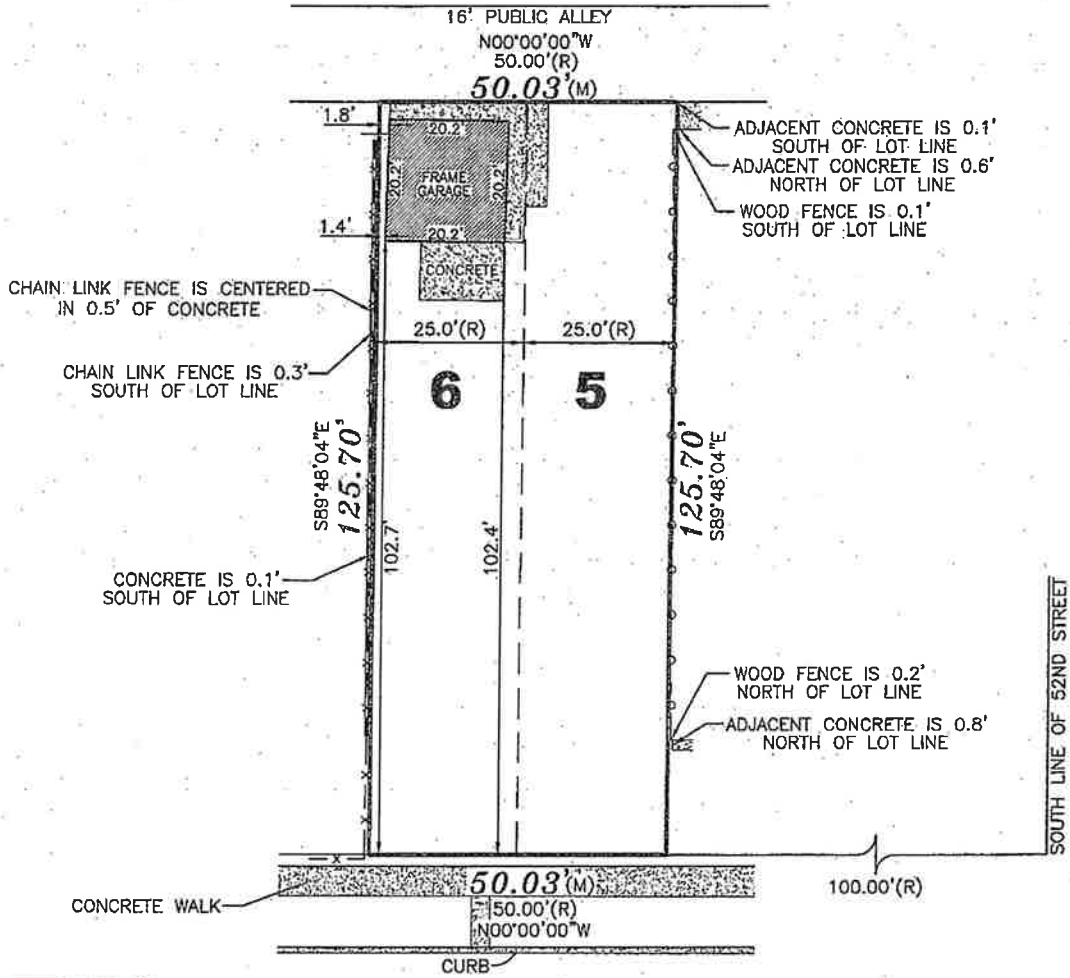 16' PUBLIC ALLEY
N00°00'00"W
50.00'(R)
50.03'(M)
1.8'
20.2'
20.2'
FRAME
GARAGE
20.2'
20.2'
1.4'
CONCRETE
ADJACENT CONCRETE IS 0.1'
SOUTH OF LOT LINE
ADJACENT CONCRETE IS 0.6'
NORTH OF LOT LINE
WOOD FENCE IS 0.1'
SOUTH OF LOT LINE
CHAIN LINK FENCE IS CENTERED
IN 0.5' OF CONCRETE
25.0'(R)
25.0'(R)
CHAIN LINK FENCE IS 0.3'
SOUTH OF LOT LINE
6
5
S89°48'04"E
125.70'
125.70'
S89°48'04"E
102.7'
102.4'
CONCRETE IS 0.1'
SOUTH OF LOT LINE
WOOD FENCE IS 0.2'
NORTH OF LOT LINE
ADJACENT CONCRETE IS 0.8'
NORTH OF LOT LINE
SOUTH LINE OF 52ND STREET
X
X
X
X
100.00'(R)
CONCRETE WALK
50.03'(M)
50.00'(R)
N00°00'00"W
CURB